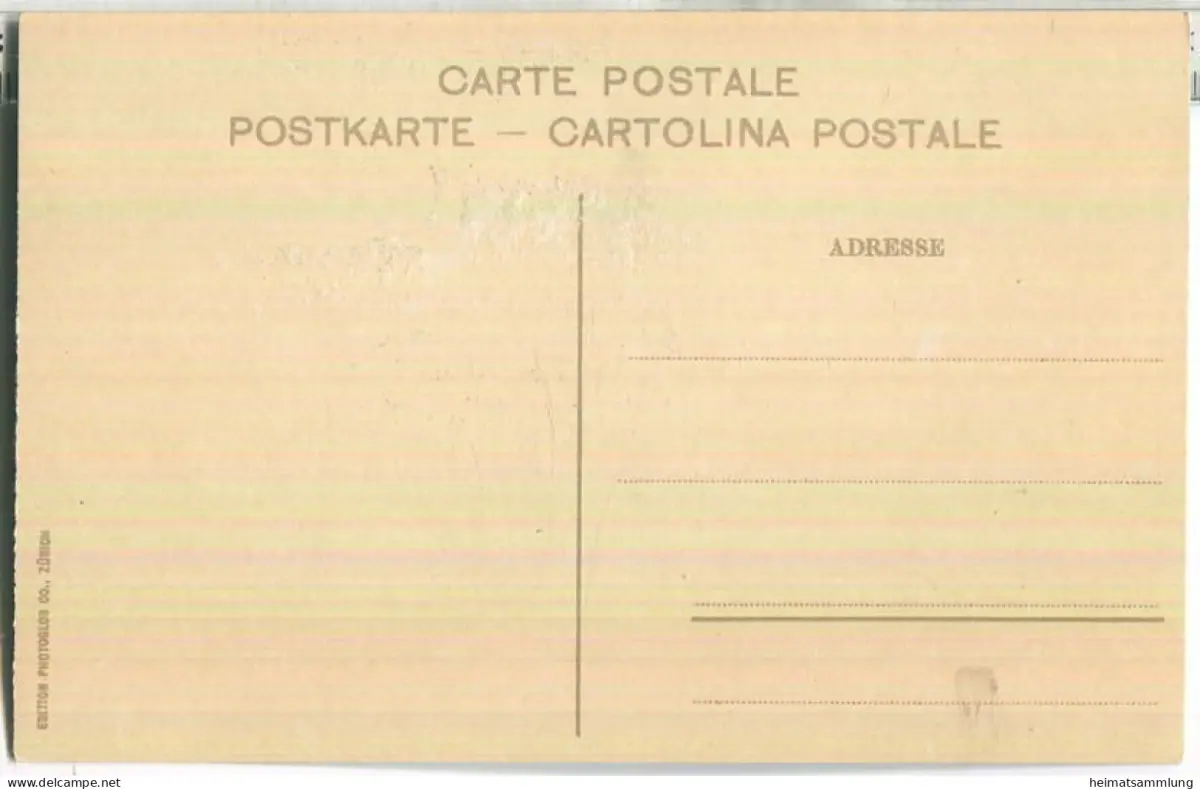 CARTE POSTALE
POSTKARTE — CARTOLINA POSTALE
ADRESSE
EDITION PHOTOGLOB CO., ZÜRICH
www.delcampe.net
heimatsammlung